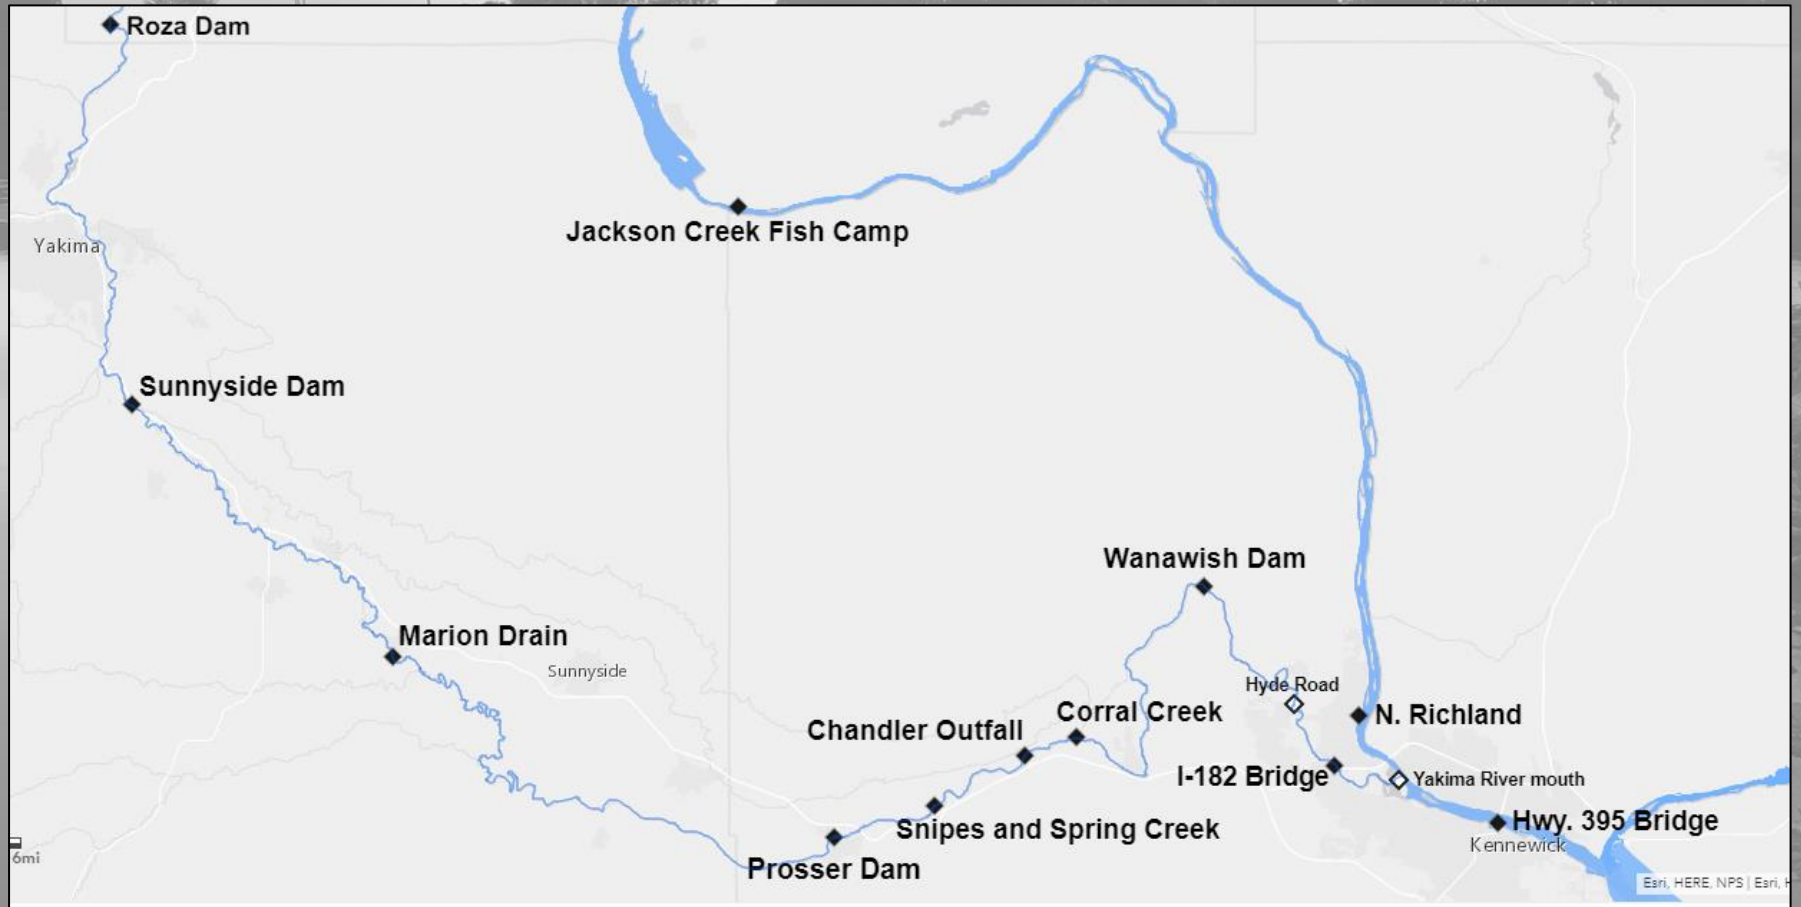 Roza Dam
Jackson Creek Fish Camp
Yakima
Sunnyside Dam
Wanawish Dam
Marion Drain
Sunnyside
Hyde Road
Corral Creek
N. Richland
Chandler Outfall
I-182 Bridge
Yakima River mouth
Snipes and Spring Creek
Hwy. 395 Bridge
Kennewick
6mi
Prosser Dam
Esri, HERE, NPS | Esri,